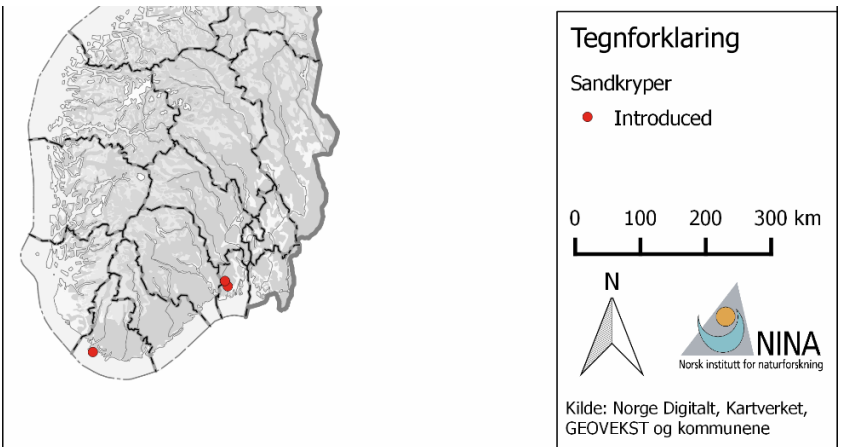 Tegnforklaring
Sandkryper
Introduced
0 100 200 300 km
N
NINA
Norsk institutt for naturforskning
Kilde: Norge Digitalt, Kartverket,
GEOVEKST og kommunene